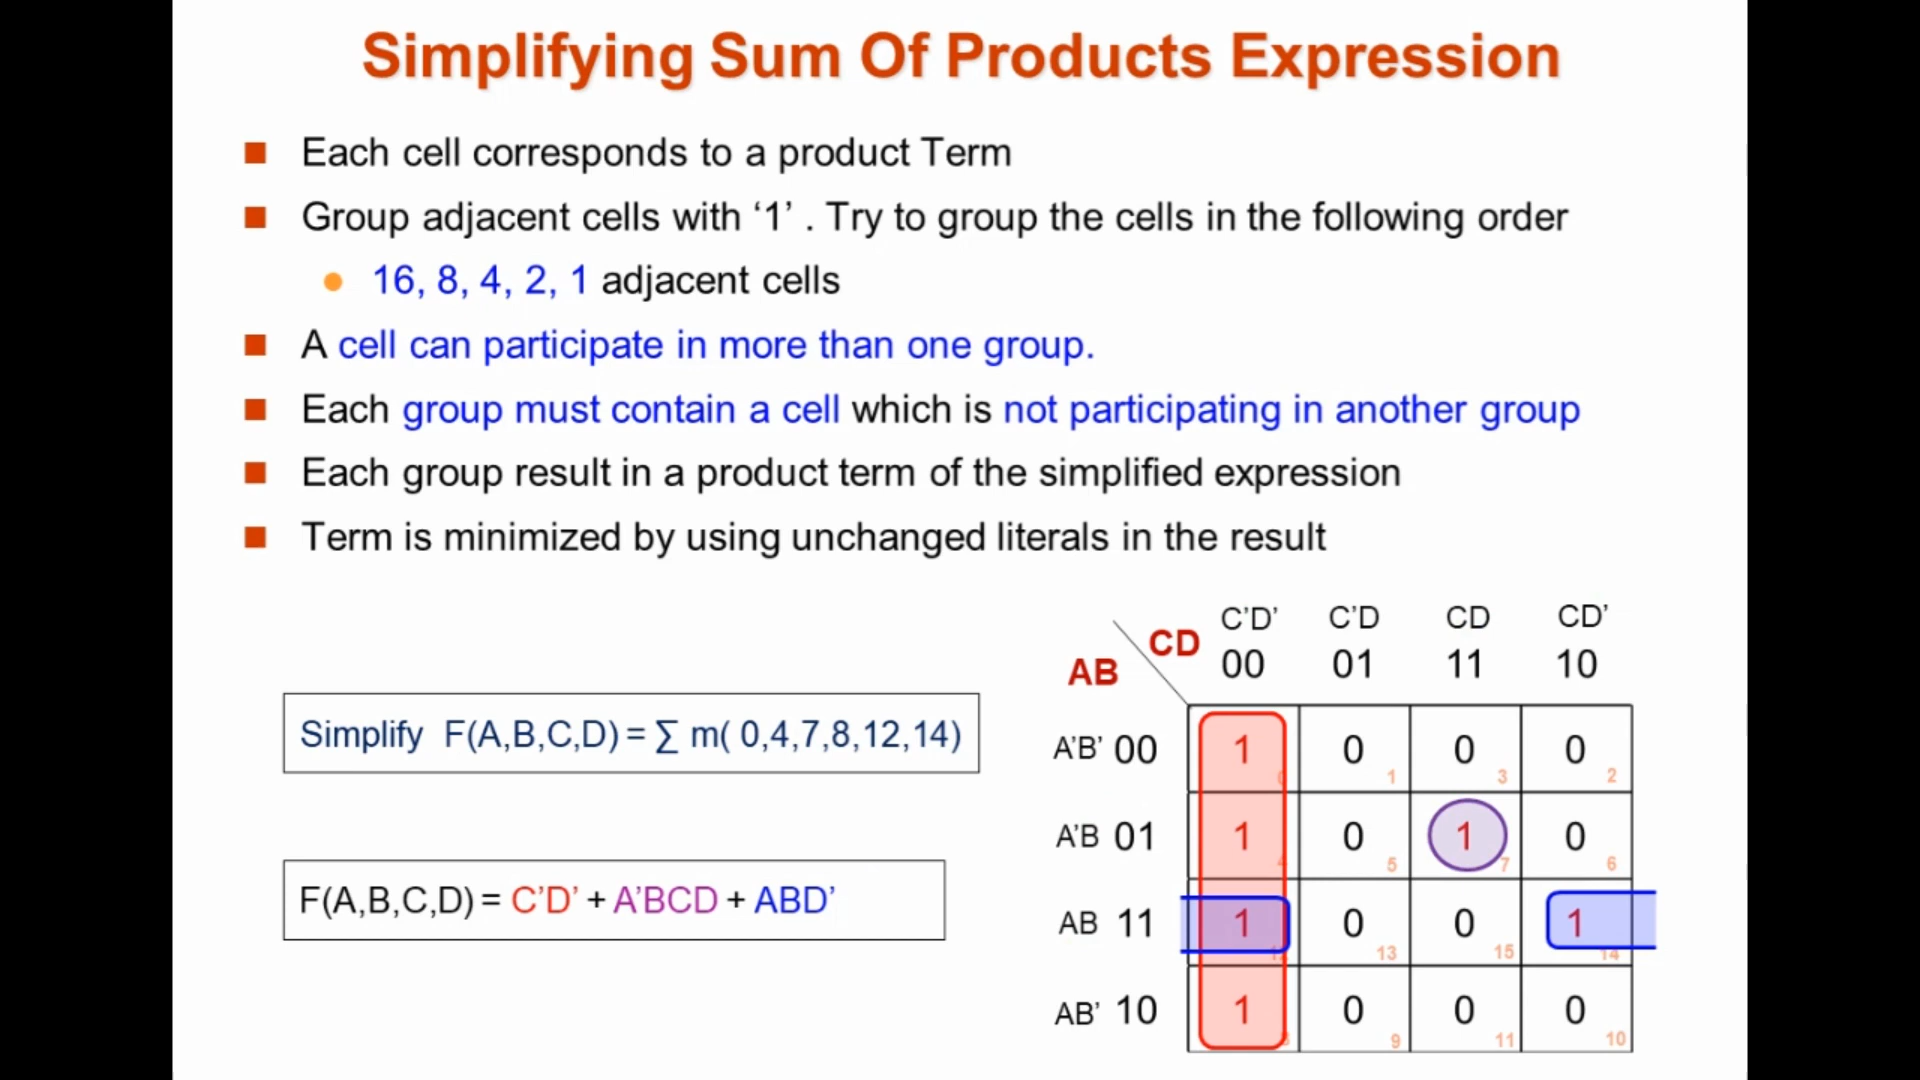 Simplifying Sum Of Products Expression
Each cell corresponds to a product Term
Group adjacent cells with ‘1’ . Try to group the cells in the following order
16, 8, 4, 2, 1 adjacent cells
A cell can participate in more than one group.
Each group must contain a cell which is not participating in another group
Each group result in a product term of the simplified expression
Term is minimized by using unchanged literals in the result
Simplify F(A,B,C,D) = ∑ m( 0,4,7,8,12,14)
F(A,B,C,D) = C’D’ + A’BCD + ABD’
C’D’ C’D CD CD’
CD
00 01 11 10
AB
A’B’ 00 1 0 0 0
0 1 3 2
A’B 01 1 0 1 0
4 5 7 6
AB 11 1 0 0 1
12 13 15 14
AB’ 10 1 0 0 0
8 9 11 10